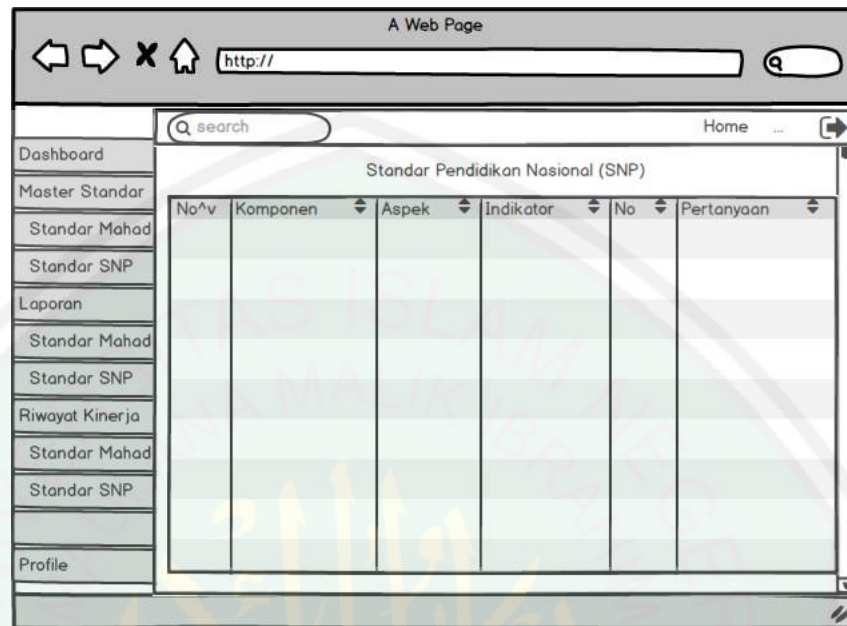 A Web Page
http://
search
Home ...
Dashboard
Master Standar
Standar Mahad
Standar SNP
Laporan
Standar Mahad
Standar SNP
Riwayat Kinerja
Standar Mahad
Standar SNP
Profile
Standar Pendidikan Nasional (SNP)
No^v Komponen Aspek Indikator No Pertanyaan